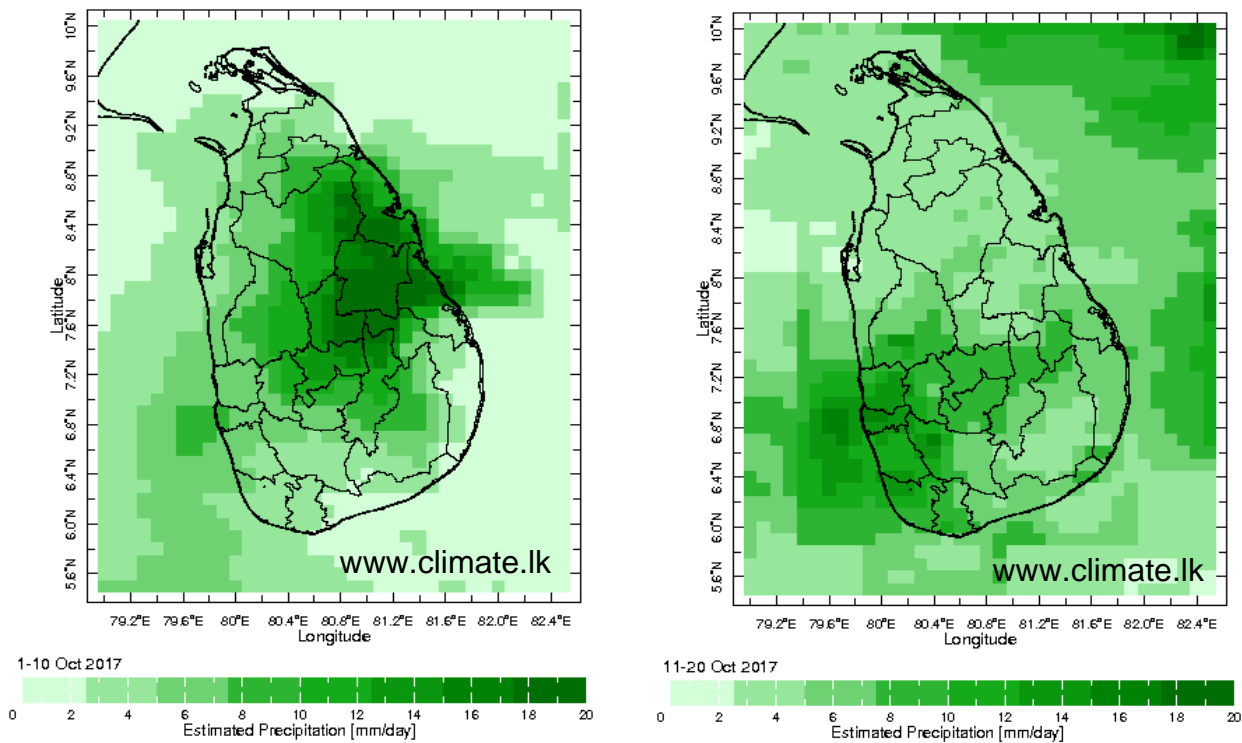 10°N
9.6°N
9.2°N
8.8°N
8.4°N
8°N
7.6°N
7.2°N
6.8°N
6.4°N
6.0°N
5.6°N
Latitude
www.climate.lk
79.2°E 79.6°E 80°E 80.4°E 80.8°E 81.2°E 81.6°E 82.0°E 82.4°E
Longitude
1-10 Oct 2017
0 2 4 6 8 10 12 14 16 18 20
Estimated Precipitation [mm/day]
10°N
9.6°N
9.2°N
8.8°N
8.4°N
8°N
7.6°N
7.2°N
6.8°N
6.4°N
6.0°N
5.6°N
Latitude
www.climate.lk
79.2°E 79.6°E 80°E 80.4°E 80.8°E 81.2°E 81.6°E 82.0°E 82.4°E
Longitude
11-20 Oct 2017
0 2 4 6 8 10 12 14 16 18 20
Estimated Precipitation [mm/day]